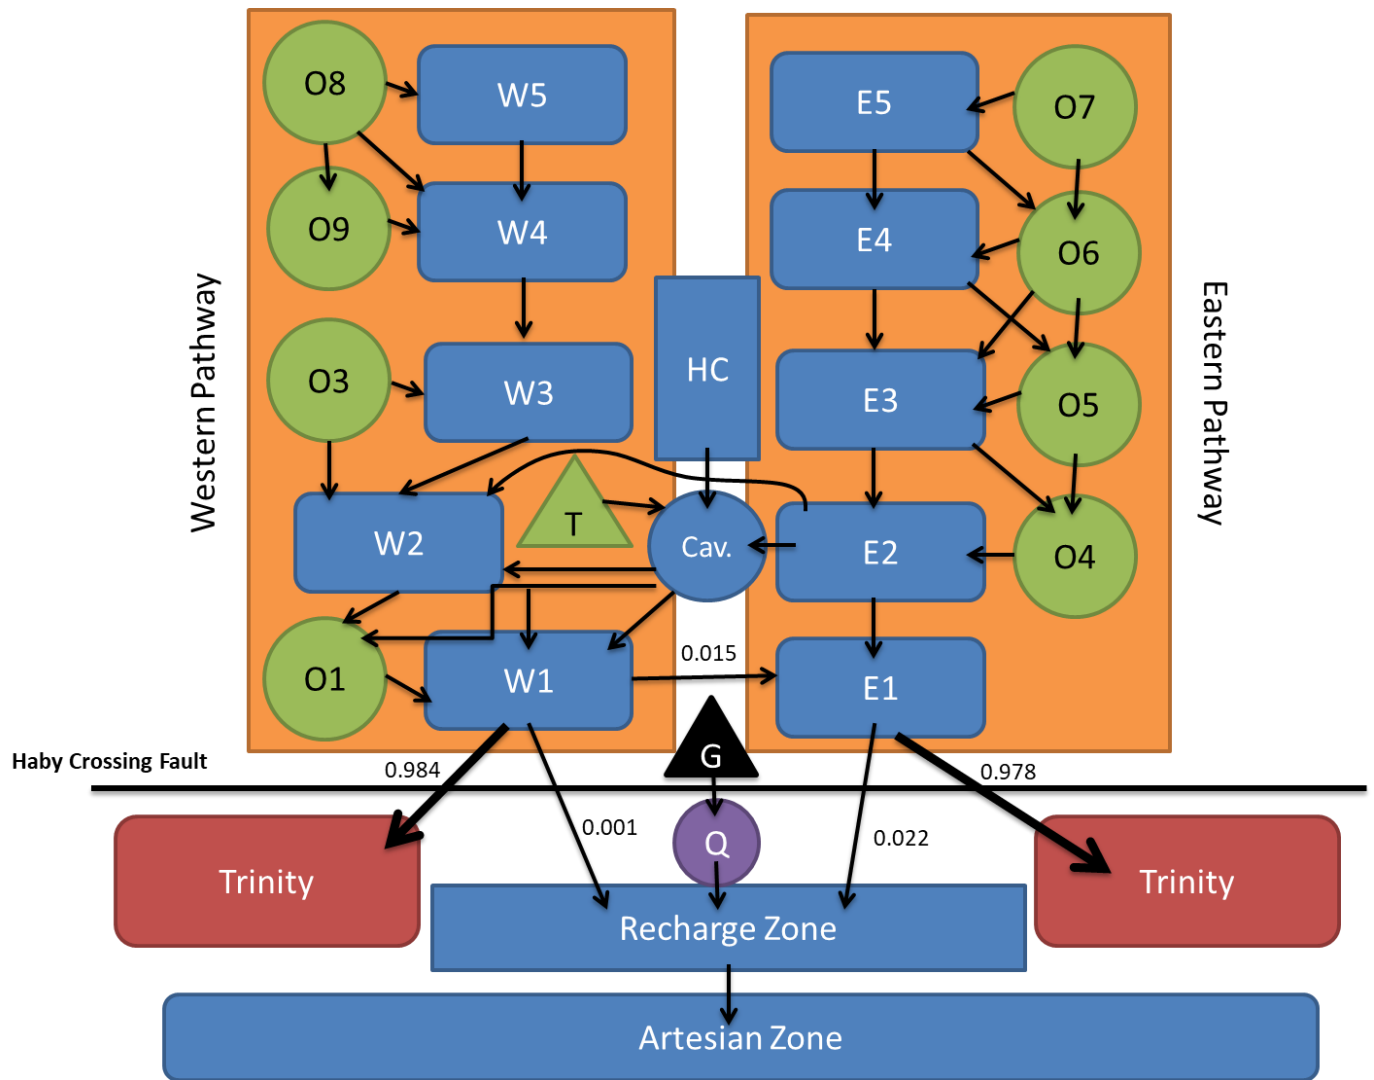 O8
W5
E5
O7
O9
W4
E4
O6
Western Pathway
Eastern Pathway
O3
W3
HC
E3
O5
W2
T
Cav.
E2
O4
O1
W1
0.015
E1
Haby Crossing Fault
0.984
G
0.978
Trinity
0.001
Q
0.022
Trinity
Recharge Zone
Artesian Zone